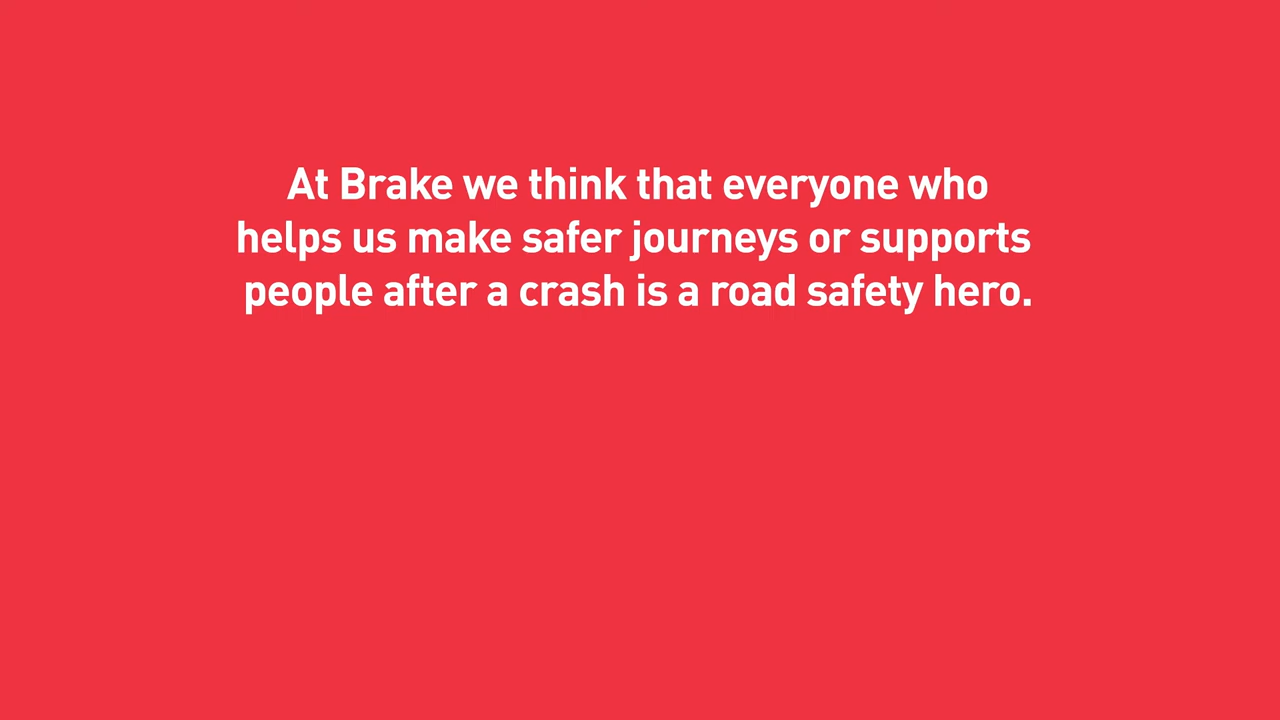 At Brake we think that everyone who
helps us make safer journeys or supports
people after a crash is a road safety hero.